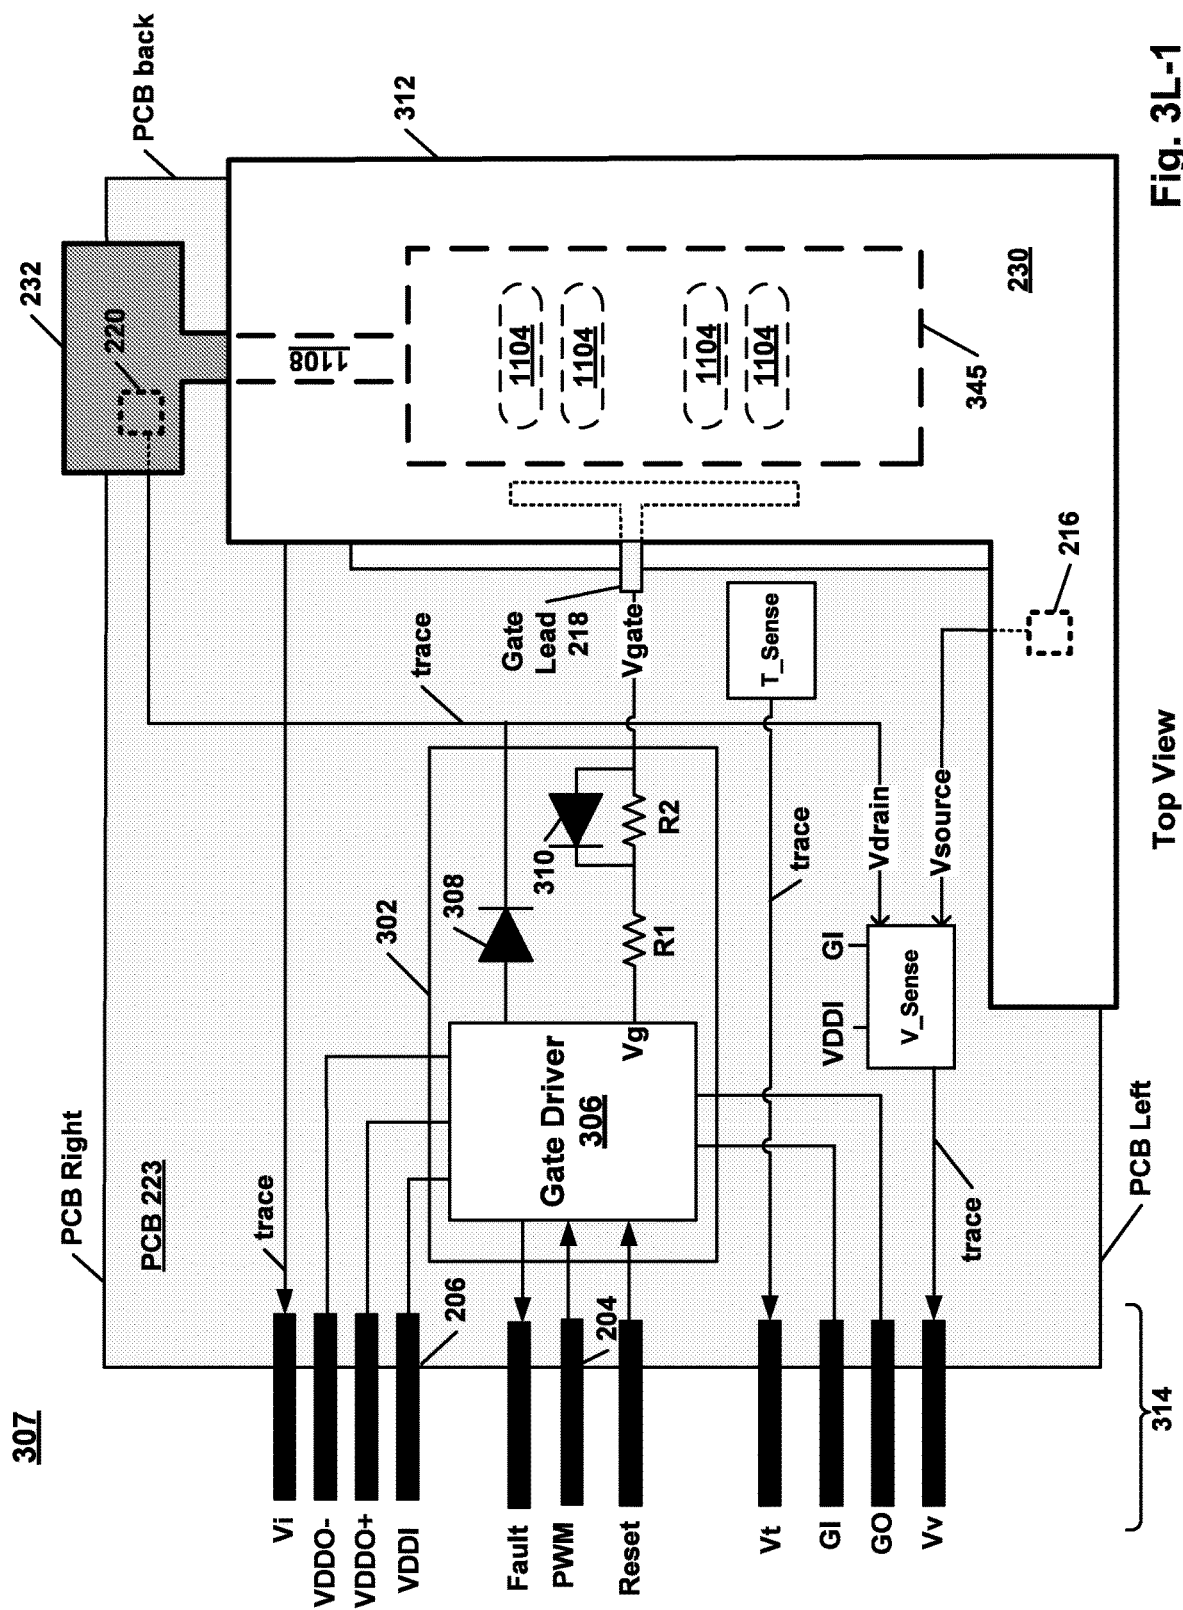 307
PCB Right
PCB 223
PCB back
232
220
312
1108
1104
1104
1104
1104
345
230
trace
trace
302
308
310
Gate
Lead
218
Vgate
R1
R2
Vg
Gate Driver
306
T_Sense
trace
GI
VDDI
V_Sense
Vdrain
Vsource
216
trace
PCB Left
206
204
Vi
VDDO-
VDDO+
VDDI
Fault
PWM
Reset
Vt
GI
GO
Vv
314
Top View
Fig. 3L-1